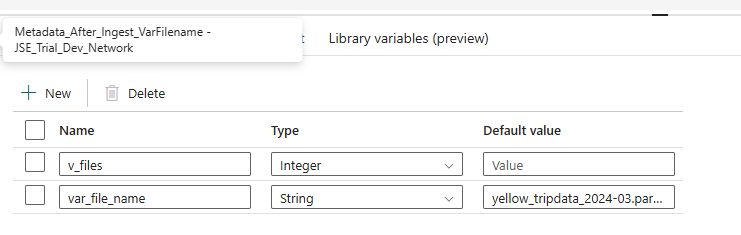 Metadata_After_Ingest_VarFilename -
JSE_Trial_Dev_Network
t Library variables (preview)
New Delete
Name Type Default value
v_files Integer Value
var_file_name String yellow_tripdata_2024-03.par...